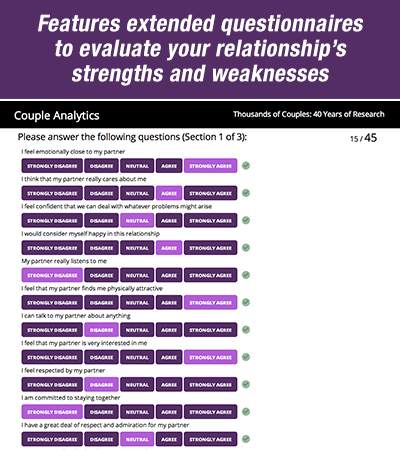 Features extended questionnaires
to evaluate your relationship's
strengths and weaknesses
Couple Analytics Thousands of Couples: 40 Years of Research
Please answer the following questions (Section 1 of 3): 15 / 45
I feel emotionally close to my partner
STRONGLY DISAGREE DISAGREE NEUTRAL AGREE STRONGLY AGREE
I think that my partner really cares about me
STRONGLY DISAGREE DISAGREE NEUTRAL AGREE STRONGLY AGREE
I feel confident that we can deal with whatever problems might arise
STRONGLY DISAGREE DISAGREE NEUTRAL AGREE STRONGLY AGREE
I would consider myself happy in this relationship
STRONGLY DISAGREE DISAGREE NEUTRAL AGREE STRONGLY AGREE
My partner really listens to me
STRONGLY DISAGREE DISAGREE NEUTRAL AGREE STRONGLY AGREE
I feel that my partner finds me physically attractive
STRONGLY DISAGREE DISAGREE NEUTRAL AGREE STRONGLY AGREE
I can talk to my partner about anything
STRONGLY DISAGREE DISAGREE NEUTRAL AGREE STRONGLY AGREE
I feel that my partner is very interested in me
STRONGLY DISAGREE DISAGREE NEUTRAL AGREE STRONGLY AGREE
I feel respected by my partner
STRONGLY DISAGREE DISAGREE NEUTRAL AGREE STRONGLY AGREE
I am committed to staying together
STRONGLY DISAGREE DISAGREE NEUTRAL AGREE STRONGLY AGREE
I have a great deal of respect and admiration for my partner
STRONGLY DISAGREE DISAGREE NEUTRAL AGREE STRONGLY AGREE